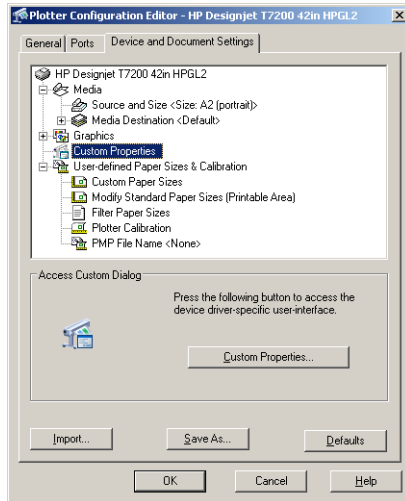 Plotter Configuration Editor - HP Designjet T7200 42in HPGL2
General Ports Device and Document Settings
HP Designjet T7200 42in HPGL2
Media
Source and Size <Size: A2 (portrait)>
Media Destination <Default>
Graphics
Custom Properties
User-defined Paper Sizes & Calibration
Custom Paper Sizes
Modify Standard Paper Sizes (Printable Area)
Filter Paper Sizes
Plotter Calibration
PMP File Name <None>
Access Custom Dialog
Press the following button to access the
device driver-specific user-interface.
Custom Properties...
Import... Save As... Defaults
OK Cancel Help